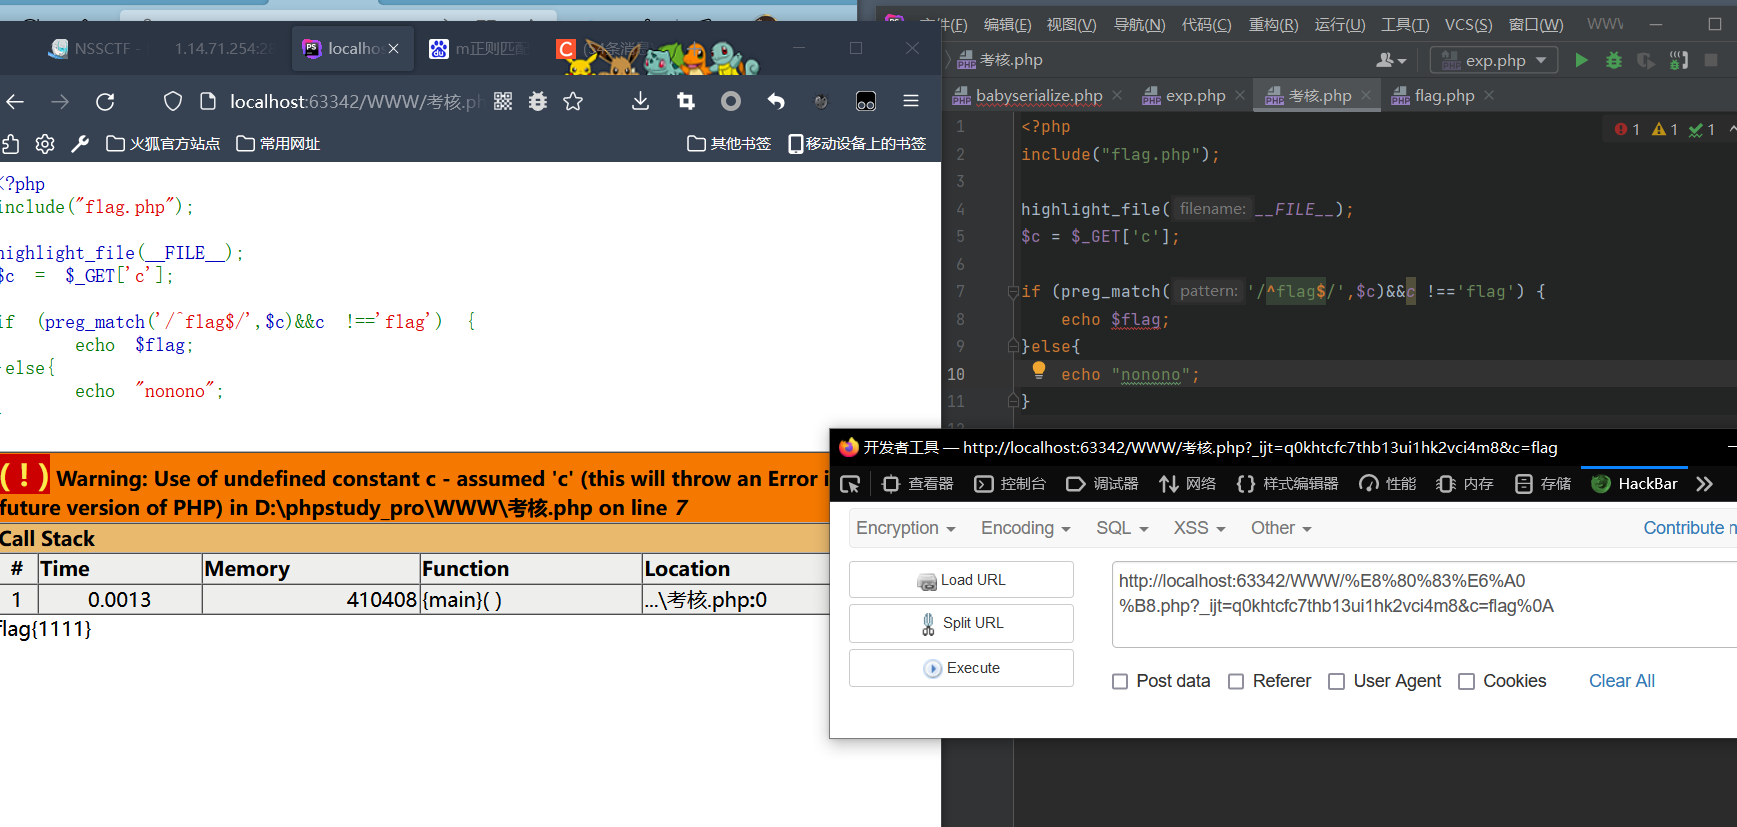 NSSCTF -
1.14.71.254:28
localhos
m正则匹配
localhost:63342/WWW/考核.ph
火狐官方站点
常用网址
其他书签
移动设备上的书签
<?php
include("flag.php");
highlight_file(__FILE__);
$c = $_GET['c'];
if (preg_match('/^flag$/',$c)&&c !=='flag') {
echo $flag;
}else{
echo "nonono";
}
( ! ) Warning: Use of undefined constant c - assumed 'c' (this will throw an Error i
future version of PHP) in D:\phpstudy_pro\WWW\考核.php on line 7
Call Stack
# Time Memory Function Location
1 0.0013 410408 {main}( ) ...\考核.php:0
flag{1111}
文件(F) 编辑(E) 视图(V) 导航(N) 代码(C) 重构(R) 运行(U) 工具(T) VCS(S) 窗口(W) WWW
考核.php
exp.php
babyserialize.php
exp.php
考核.php
flag.php
1 <?php
2 include("flag.php");
3
4 highlight_file( filename: __FILE__);
5 $c = $_GET['c'];
6
7 if (preg_match( pattern: '/^flag$/',$c)&&c !=='flag') {
8 echo $flag;
9 }else{
10 echo "nonono";
11 }
12
1 1 1
开发者工具 — http://localhost:63342/WWW/考核.php?_ijt=q0khtcfc7thb13ui1hk2vci4m8&c=flag
查看器 控制台 调试器 网络 样式编辑器 性能 内存 存储 HackBar
Encryption Encoding SQL XSS Other Contribute n
Load URL
Split URL
Execute
http://localhost:63342/WWW/%E8%80%83%E6%A0
%B8.php?_ijt=q0khtcfc7thb13ui1hk2vci4m8&c=flag%0A
Post data Referer User Agent Cookies Clear All